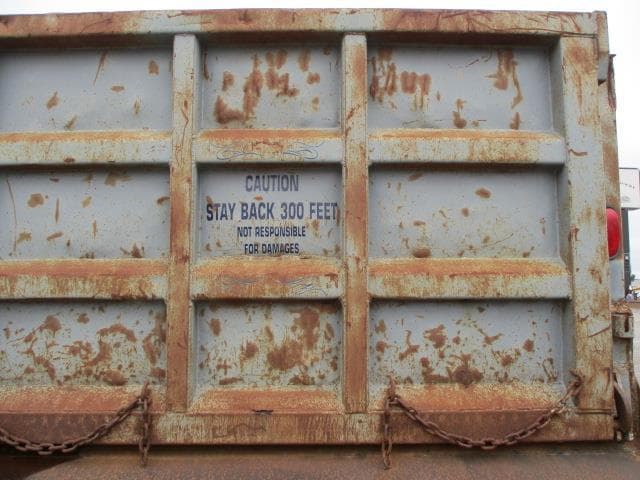 CAUTION
STAY BACK 300 FEET
NOT RESPONSIBLE
FOR DAMAGES